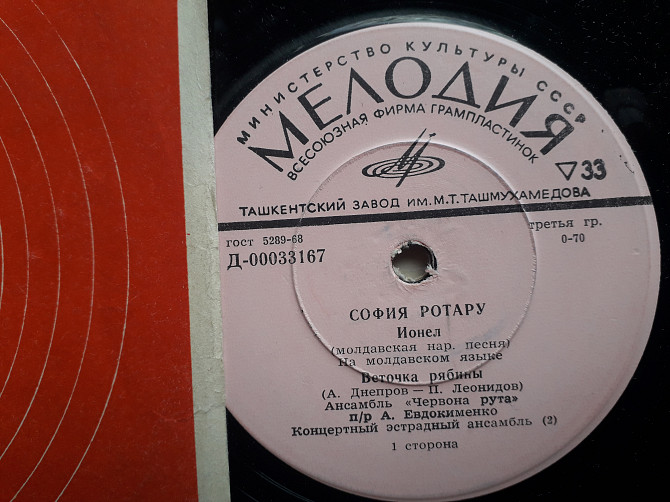 МИНИСТЕРСТВО КУЛЬТУРЫ СССР
МЕЛОДИЯ
ВСЕСОЮЗНАЯ ФИРМА ГРАМПЛАСТИНОК
▽33
ТАШКЕНТСКИЙ ЗАВОД ИМ.М.Т.ТАШМУХАМЕДОВА
гост 5289-68
третья гр.
Д-00033167
0-70
СОФИЯ РОТАРУ
Ионел
(молдавская нар. песня)
На молдавском языке
Веточка рябины
(А. Днепров — П. Леонидов)
Ансамбль «Червона рута»
п/р А. Евдокименко
Концертный эстрадный ансамбль (2)
1 сторона